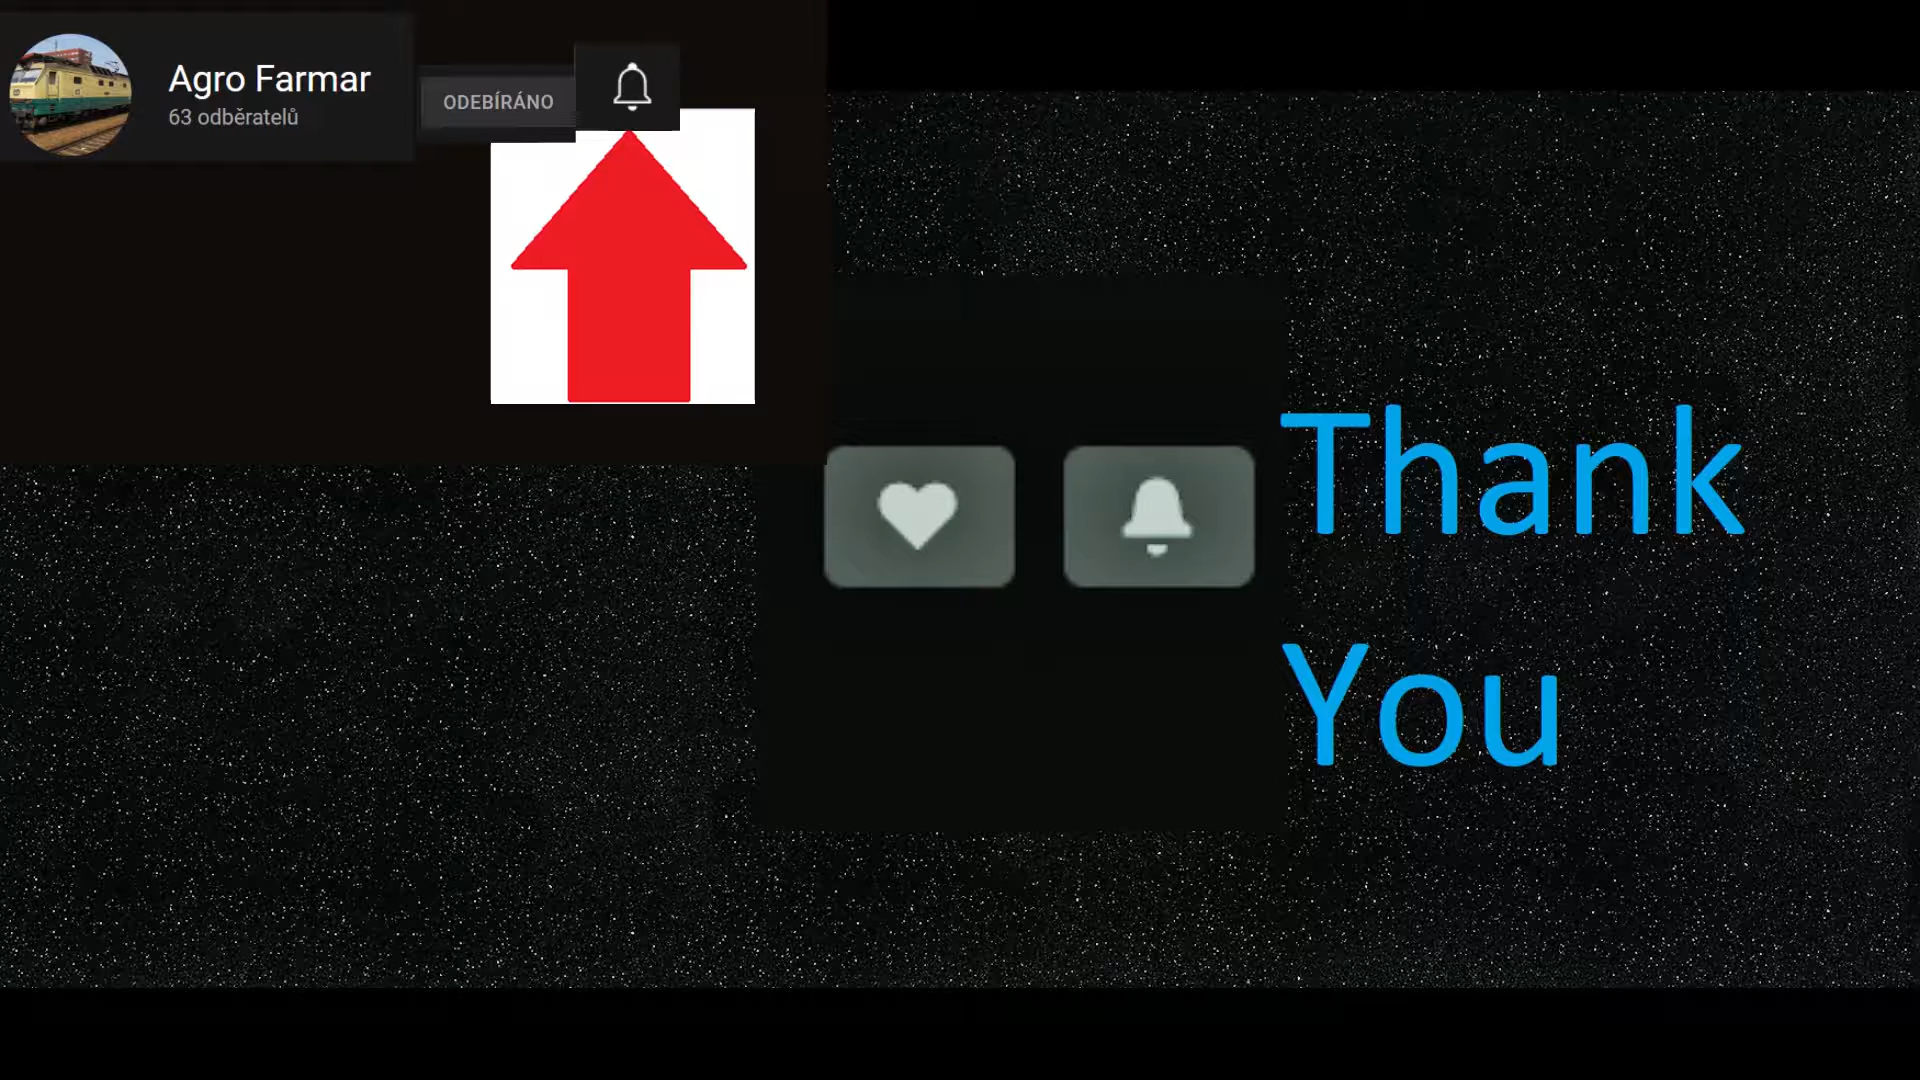 Agro Farmar
63 odběratelů
ODEBÍRÁNO
Thank
You